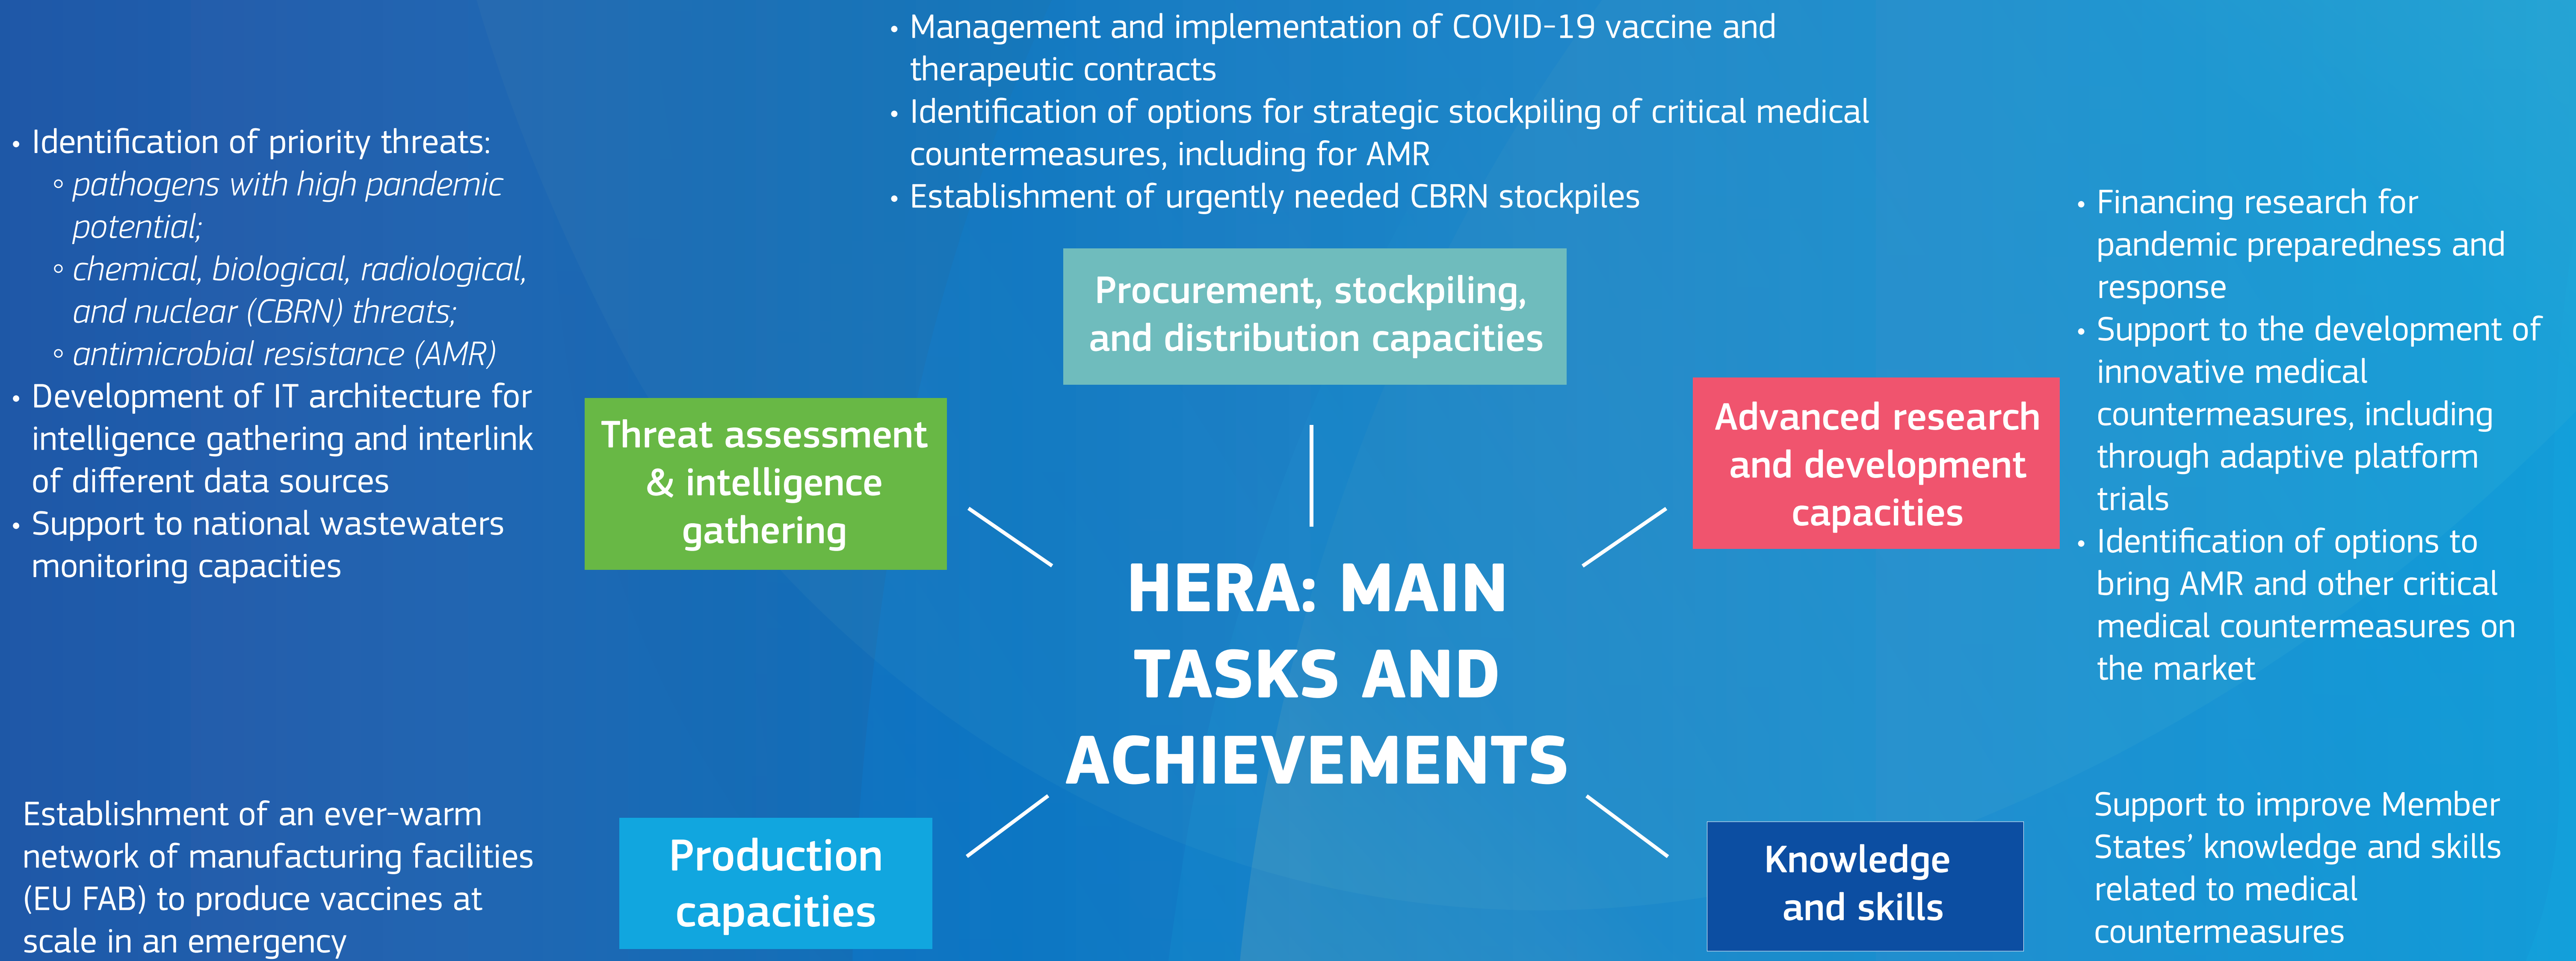 • Management and implementation of COVID-19 vaccine and
therapeutic contracts
• Identification of options for strategic stockpiling of critical medical
countermeasures, including for AMR
• Establishment of urgently needed CBRN stockpiles
Procurement, stockpiling,
and distribution capacities
• Identification of priority threats:
◦ pathogens with high pandemic
potential;
◦ chemical, biological, radiological,
and nuclear (CBRN) threats;
◦ antimicrobial resistance (AMR)
• Development of IT architecture for
intelligence gathering and interlink
of different data sources
• Support to national wastewaters
monitoring capacities
Threat assessment
& intelligence
gathering
Advanced research
and development
capacities
• Financing research for
pandemic preparedness and
response
• Support to the development of
innovative medical
countermeasures, including
through adaptive platform
trials
• Identification of options to
bring AMR and other critical
medical countermeasures on
the market
HERA: MAIN
TASKS AND
ACHIEVEMENTS
Establishment of an ever-warm
network of manufacturing facilities
(EU FAB) to produce vaccines at
scale in an emergency
Production
capacities
Knowledge
and skills
Support to improve Member
States’ knowledge and skills
related to medical
countermeasures